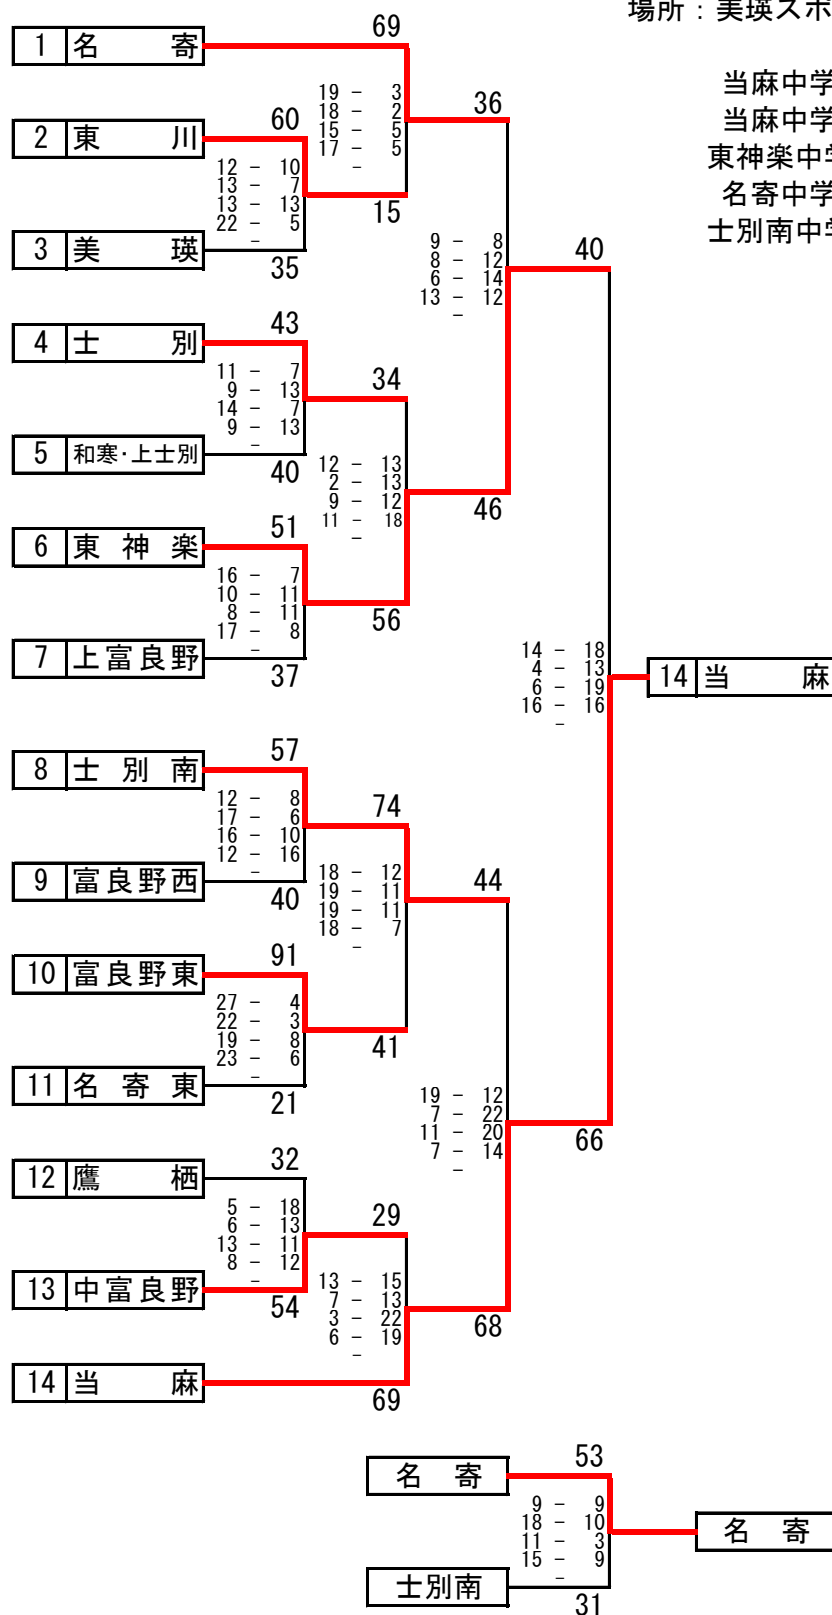 場所：美瑛スポ
当麻中学
当麻中学
東神楽中学
名寄中学
士別南中学
1 名寄
69
19 - 3
18 - 2
15 - 5
17 - 5
-
36
2 東川
60
12 - 10
13 - 7
13 - 13
22 - 5
-
15
3 美瑛
35
9 - 8
8 - 12
6 - 14
13 - 12
-
40
4 士別
43
11 - 7
9 - 13
14 - 7
9 - 13
-
34
5 和寒・上士別
40
12 - 13
2 - 13
9 - 12
11 - 18
-
46
6 東神楽
51
16 - 7
10 - 11
8 - 11
17 - 8
-
56
7 上富良野
37
14 - 18
4 - 13
6 - 19
16 - 16
-
14 当麻
8 士別南
57
12 - 8
17 - 6
16 - 10
12 - 16
-
74
9 富良野西
40
18 - 12
19 - 11
19 - 11
18 - 7
-
44
10 富良野東
91
27 - 4
22 - 3
19 - 8
23 - 6
-
41
11 名寄東
21
19 - 12
7 - 22
11 - 20
7 - 14
-
66
12 鷹栖
32
5 - 18
6 - 13
13 - 11
8 - 12
-
29
13 中富良野
54
13 - 15
7 - 13
3 - 22
6 - 19
-
68
14 当麻
69
名寄
53
9 - 9
18 - 10
11 - 3
15 - 9
-
名寄
士別南
31